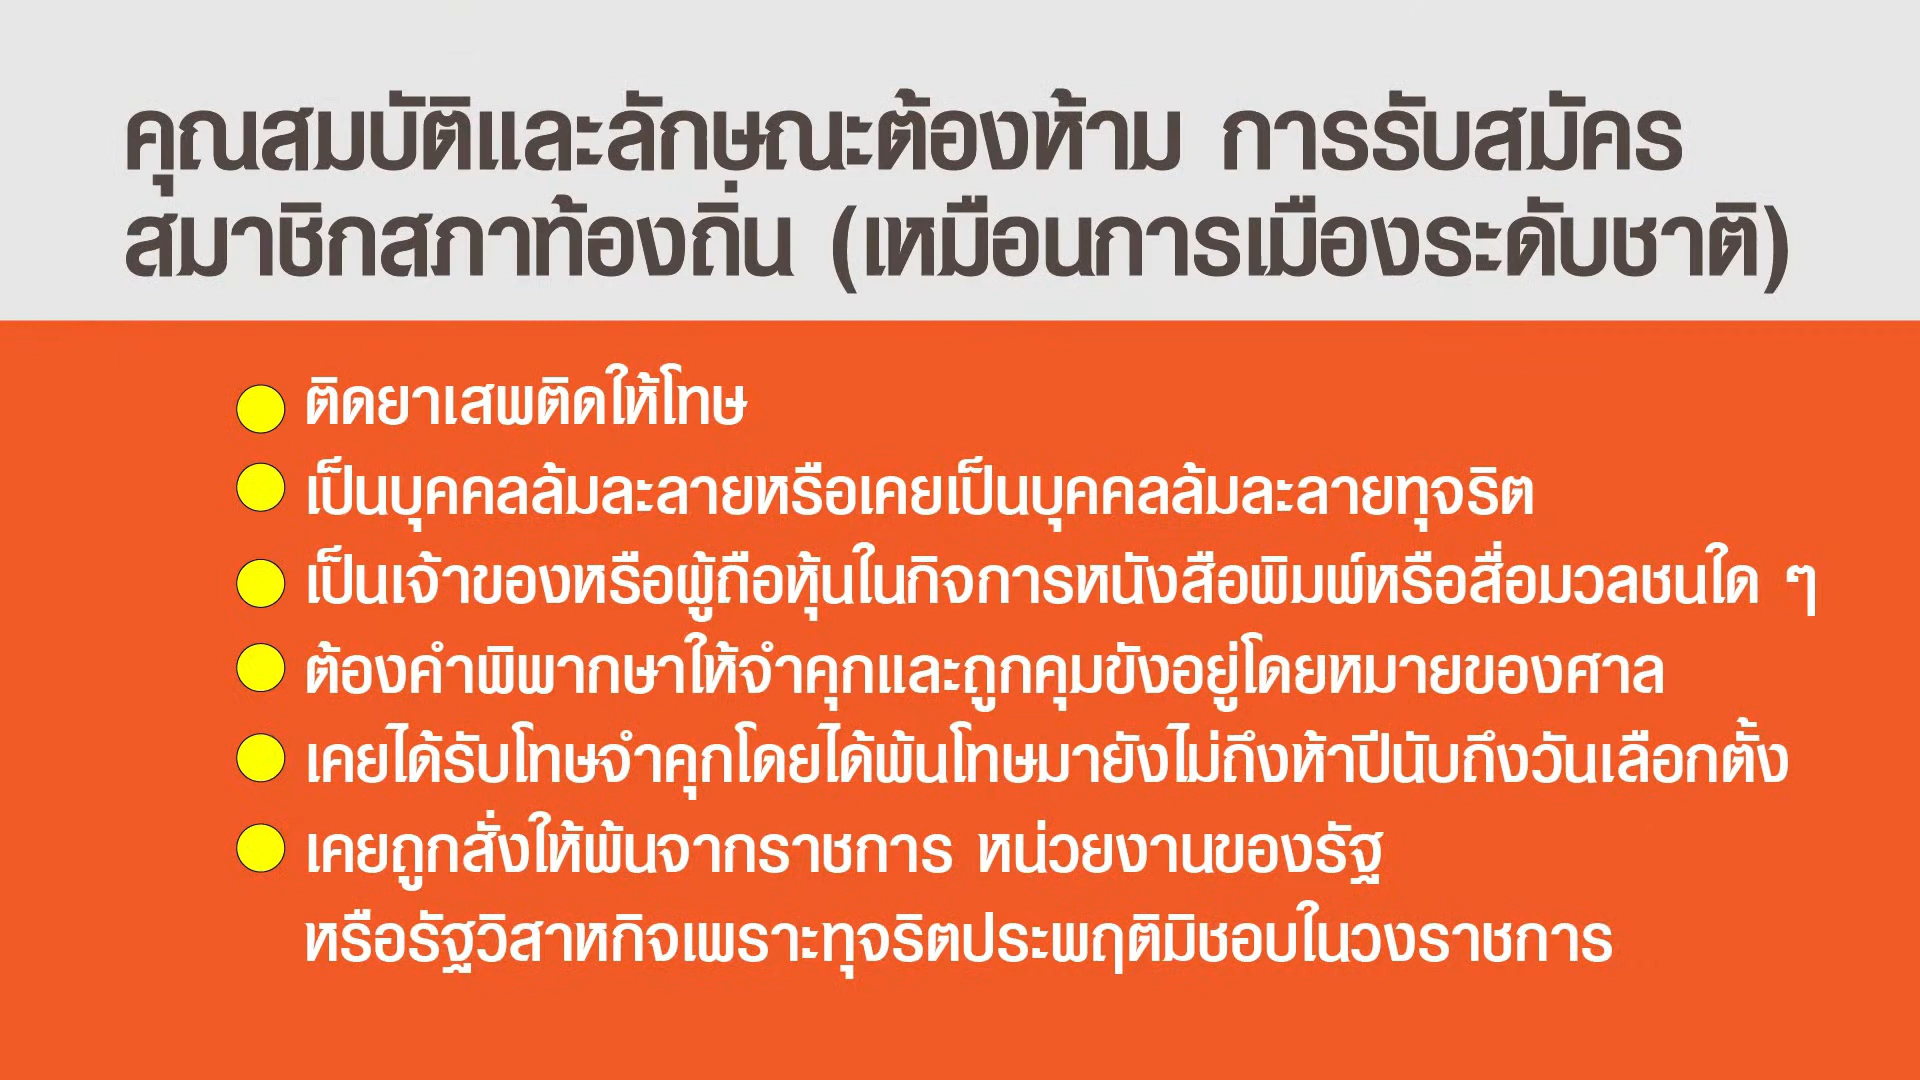 คุณสมบัติและลักษณะต้องห้าม การรับสมัคร
สมาชิกสภาท้องถิ่น (เหมือนการเมืองระดับชาติ)
ติดยาเสพติดให้โทษ
เป็นบุคคลล้มละลายหรือเคยเป็นบุคคลล้มละลายทุจริต
เป็นเจ้าของหรือผู้ถือหุ้นในกิจการหนังสือพิมพ์หรือสื่อมวลชนใด ๆ
ต้องคำพิพากษาให้จำคุกและถูกคุมขังอยู่โดยหมายของศาล
เคยได้รับโทษจำคุกโดยได้พ้นโทษมายังไม่ถึงห้าปีนับถึงวันเลือกตั้ง
เคยถูกสั่งให้พ้นจากราชการ หน่วยงานของรัฐ
หรือรัฐวิสาหกิจเพราะทุจริตประพฤติมิชอบในวงราชการ